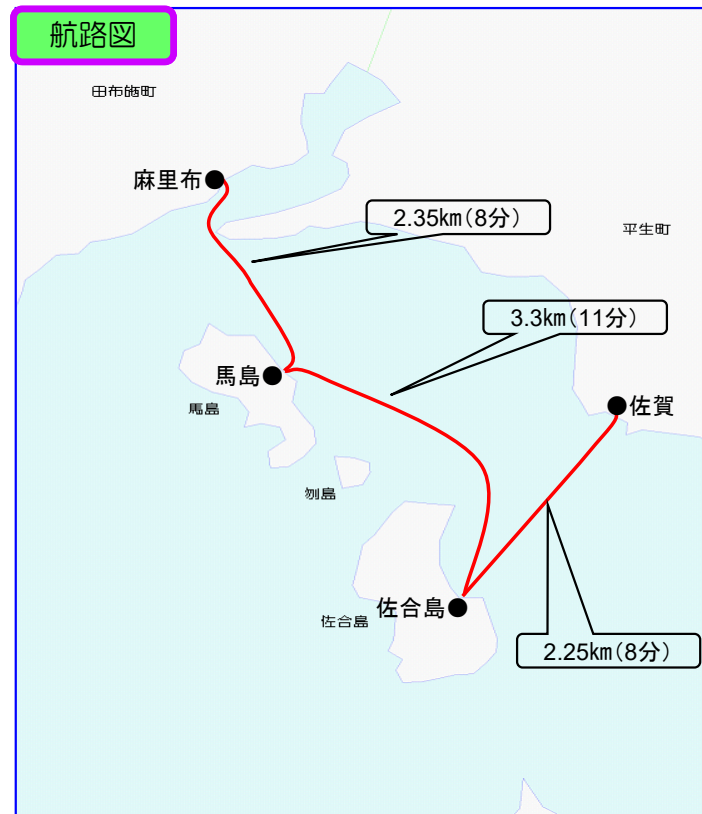 航路図
田布施町
麻里布
2.35㎞(8分)
平生町
3.3㎞(11分)
馬島
佐賀
馬島
刎島
佐合島
佐合島
2.25㎞(8分)